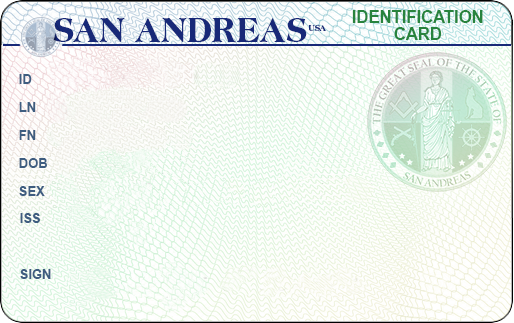 SAN ANDREAS USA
IDENTIFICATION
CARD
ID
LN
FN
DOB
SEX
ISS
SIGN
THE GREAT SEAL OF THE STATE OF
SAN ANDREAS